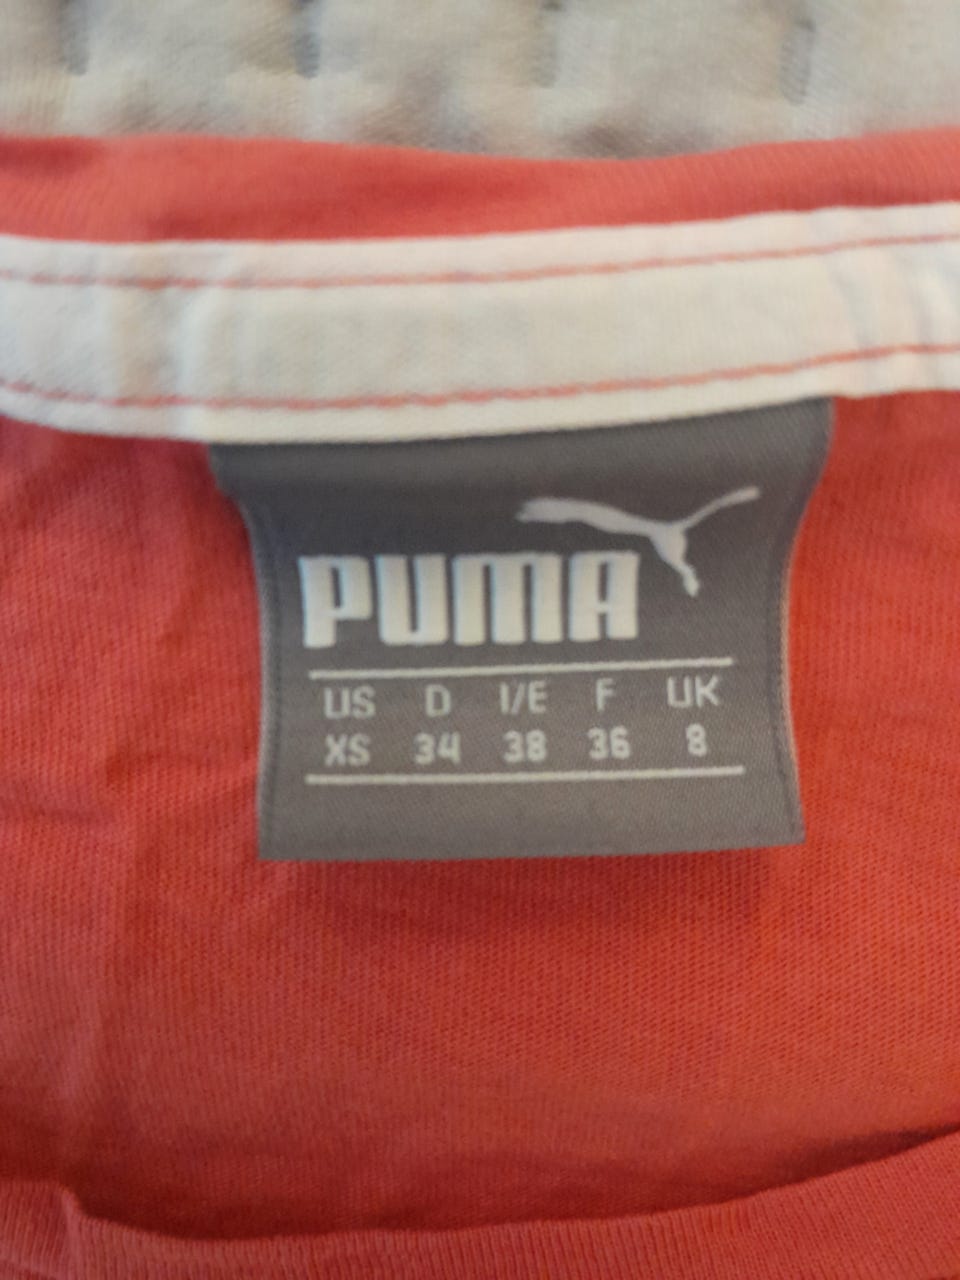 PUMA
US D I/E F UK
XS 34 38 36 8